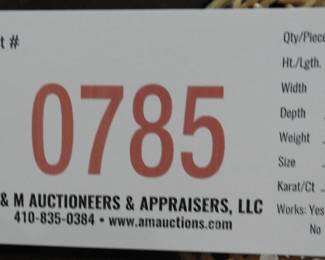 t #
0785
& M AUCTIONEERS & APPRAISERS, LLC
410-835-0384 • www.amauctions.com
Qty/Piece
Ht./Lgth.
Width
Depth
Weight
Size
Karat/Ct
Works: Yes
No